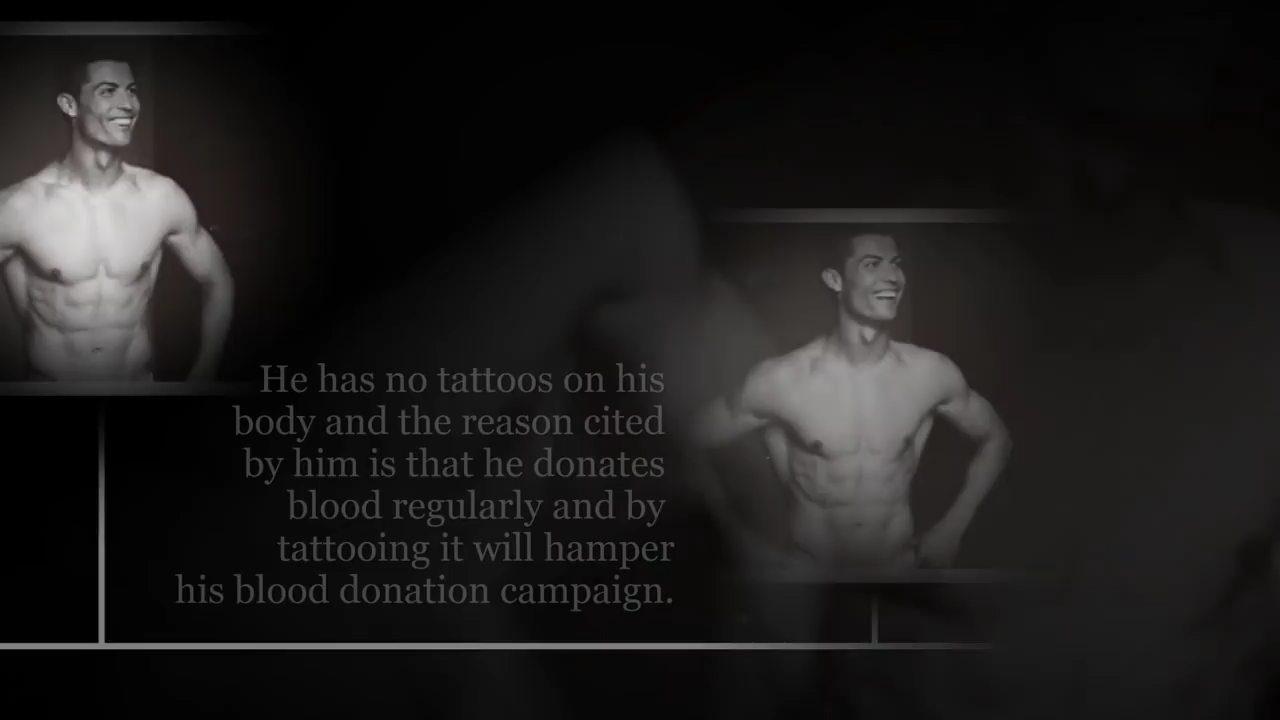 He has no tattoos on his
body and the reason cited
by him is that he donates
blood regularly and by
tattooing it will hamper
his blood donation campaign.